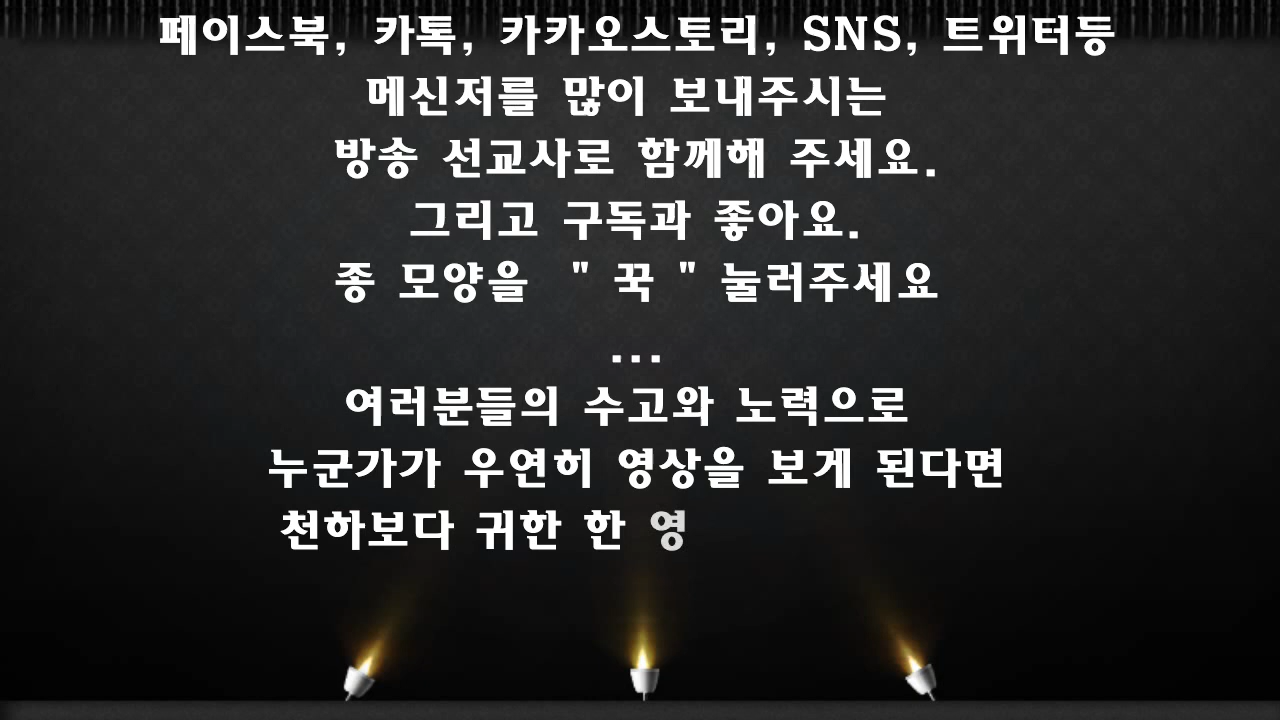 페이스북, 카톡, 카카오스토리, SNS, 트위터등
메신저를 많이 보내주시는
방송 선교사로 함께해 주세요.
그리고 구독과 좋아요.
종 모양을 " 꾹 " 눌러주세요
...
여러분들의 수고와 노력으로
누군가가 우연히 영상을 보게 된다면
천하보다 귀한 한 영